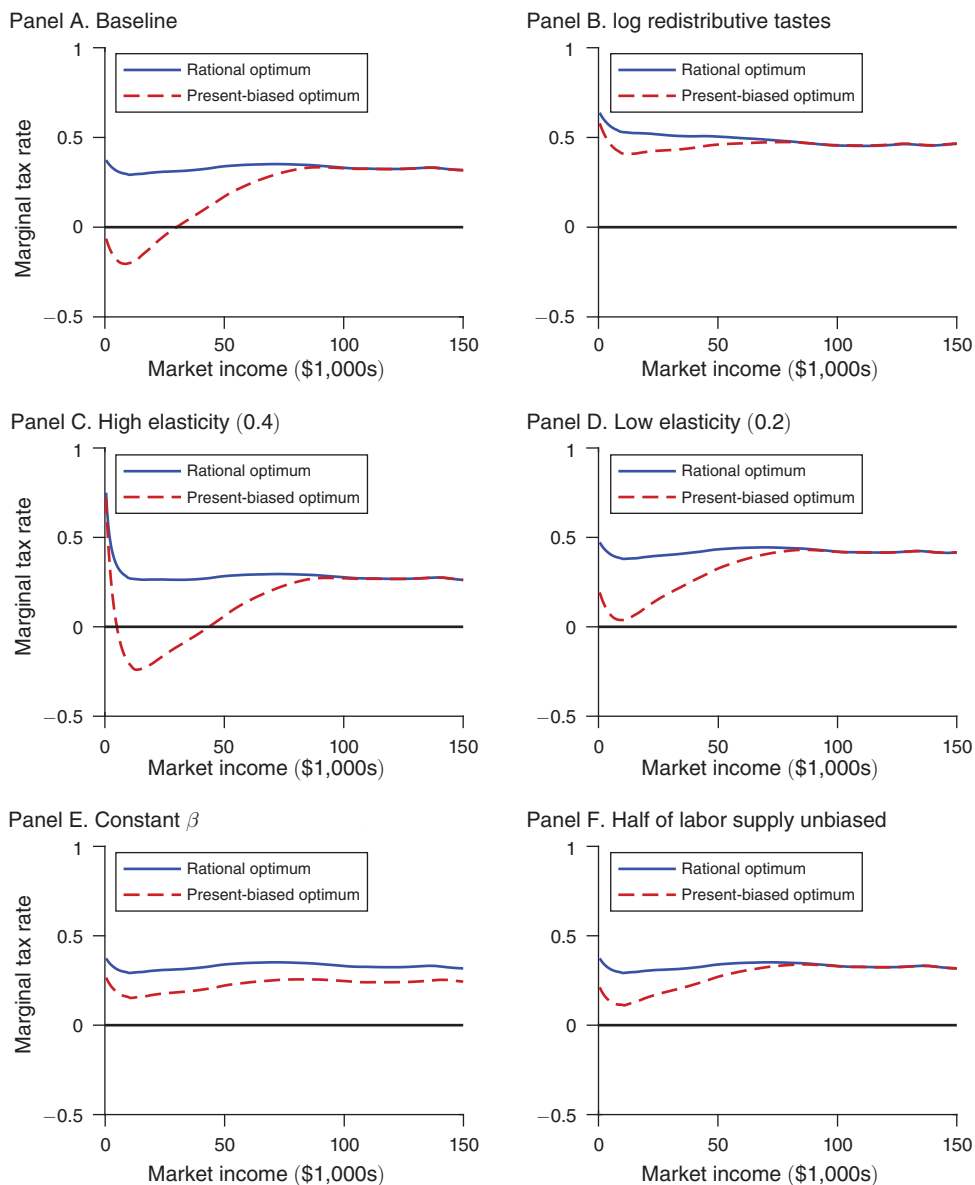 Panel A. Baseline
Marginal tax rate
1
0.5
0
−0.5
Rational optimum
Present-biased optimum
0 50 100 150
Market income ($1,000s)
Panel B. log redistributive tastes
1
0.5
0
−0.5
Rational optimum
Present-biased optimum
0 50 100 150
Market income ($1,000s)
Panel C. High elasticity (0.4)
Marginal tax rate
1
0.5
0
−0.5
Rational optimum
Present-biased optimum
0 50 100 150
Market income ($1,000s)
Panel D. Low elasticity (0.2)
1
0.5
0
−0.5
Rational optimum
Present-biased optimum
0 50 100 150
Market income ($1,000s)
Panel E. Constant β
Marginal tax rate
1
0.5
0
−0.5
Rational optimum
Present-biased optimum
0 50 100 150
Market income ($1,000s)
Panel F. Half of labor supply unbiased
1
0.5
0
−0.5
Rational optimum
Present-biased optimum
0 50 100 150
Market income ($1,000s)